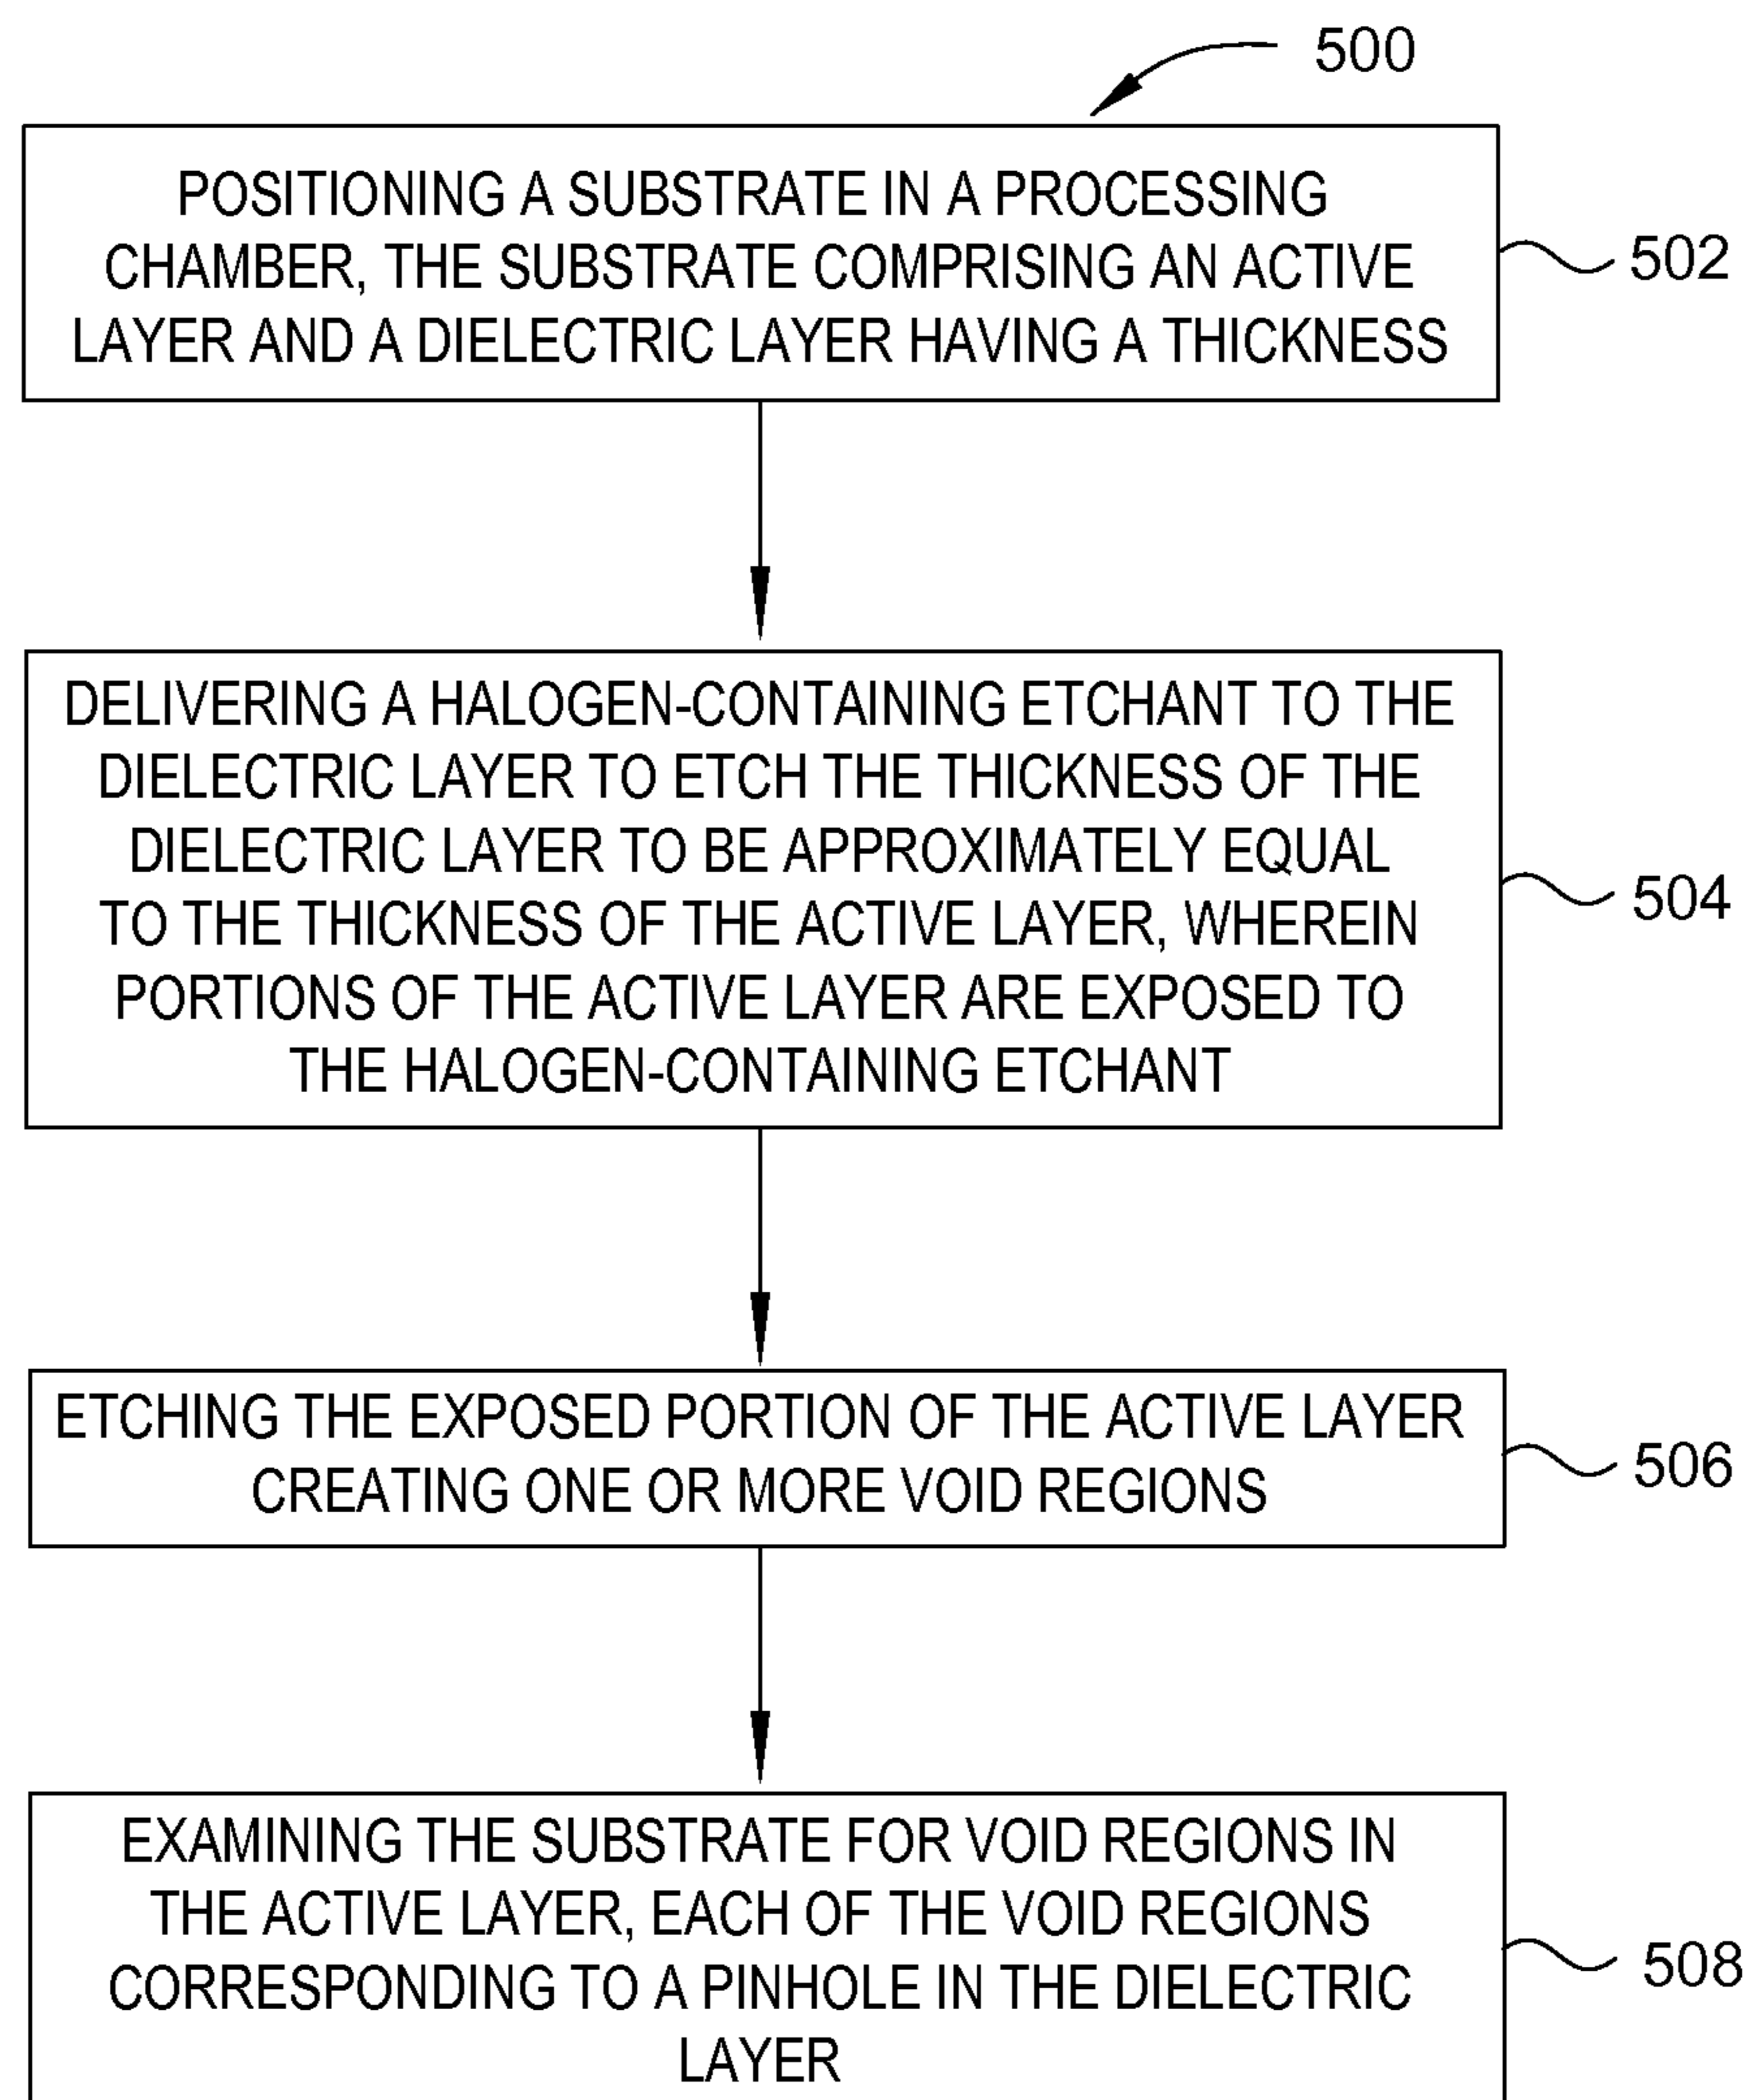 500
POSITIONING A SUBSTRATE IN A PROCESSING
CHAMBER, THE SUBSTRATE COMPRISING AN ACTIVE
LAYER AND A DIELECTRIC LAYER HAVING A THICKNESS
502
DELIVERING A HALOGEN-CONTAINING ETCHANT TO THE
DIELECTRIC LAYER TO ETCH THE THICKNESS OF THE
DIELECTRIC LAYER TO BE APPROXIMATELY EQUAL
TO THE THICKNESS OF THE ACTIVE LAYER, WHEREIN
PORTIONS OF THE ACTIVE LAYER ARE EXPOSED TO
THE HALOGEN-CONTAINING ETCHANT
504
ETCHING THE EXPOSED PORTION OF THE ACTIVE LAYER
CREATING ONE OR MORE VOID REGIONS
506
EXAMINING THE SUBSTRATE FOR VOID REGIONS IN
THE ACTIVE LAYER, EACH OF THE VOID REGIONS
CORRESPONDING TO A PINHOLE IN THE DIELECTRIC
LAYER
508